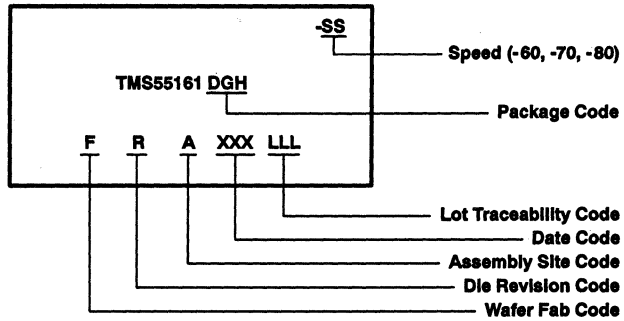 -SS
Speed (-60, -70, -80)
TMS55161 DGH
Package Code
F R A XXX LLL
Lot Traceability Code
Date Code
Assembly Site Code
Die Revision Code
Wafer Fab Code